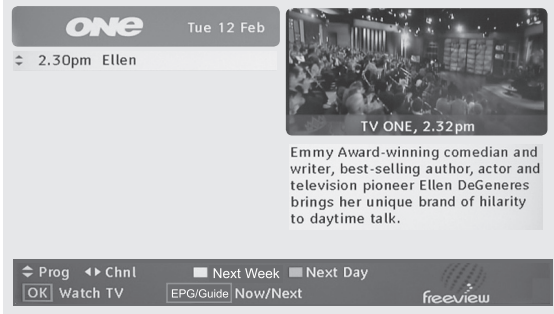 one Tue 12 Feb
2.30pm Ellen
TV ONE, 2.32pm
Emmy Award-winning comedian and
writer, best-selling author, actor and
television pioneer Ellen DeGeneres
brings her unique brand of hilarity
to daytime talk.
Prog Chnl Next Week Next Day
OK Watch TV EPG/Guide Now/Next
freeview